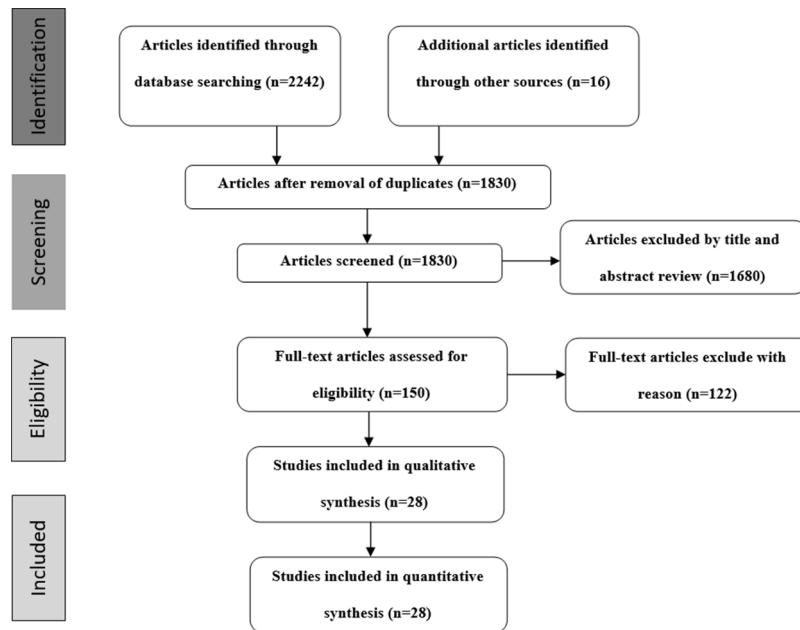 Identification
Articles identified through
database searching (n=2242)
Additional articles identified
through other sources (n=16)
Articles after removal of duplicates (n=1830)
Screening
Articles screened (n=1830)
Articles excluded by title and
abstract review (n=1680)
Eligibility
Full-text articles assessed for
eligibility (n=150)
Full-text articles exclude with
reason (n=122)
Studies included in qualitative
synthesis (n=28)
Included
Studies included in quantitative
synthesis (n=28)